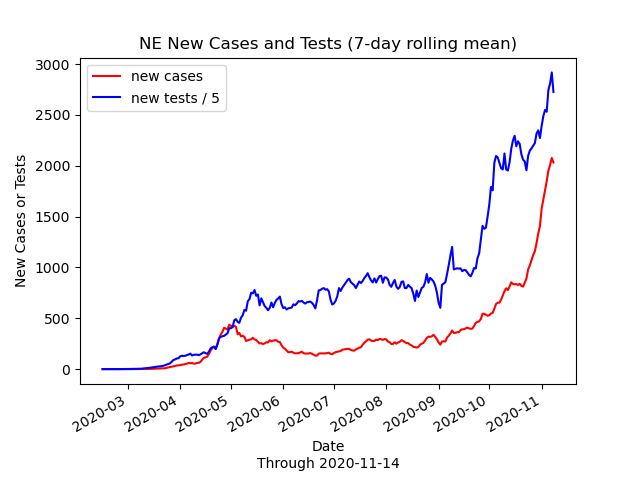 NE New Cases and Tests (7-day rolling mean)
new cases
new tests / 5
New Cases or Tests
3000
2500
2000
1500
1000
500
0
2020-03
2020-04
2020-05
2020-06
2020-07
2020-08
2020-09
2020-10
2020-11
Date
Through 2020-11-14